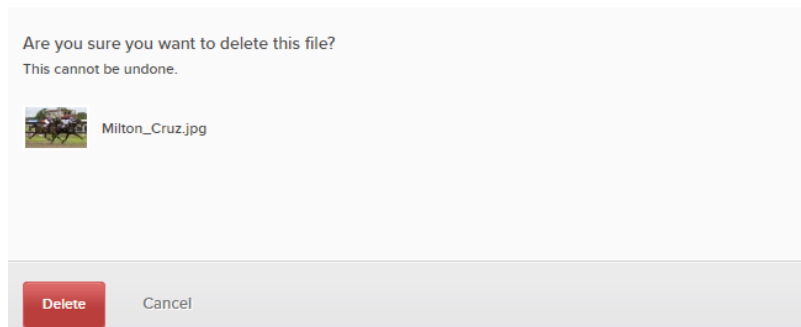 Are you sure you want to delete this file?
This cannot be undone.
Milton_Cruz.jpg
Delete Cancel